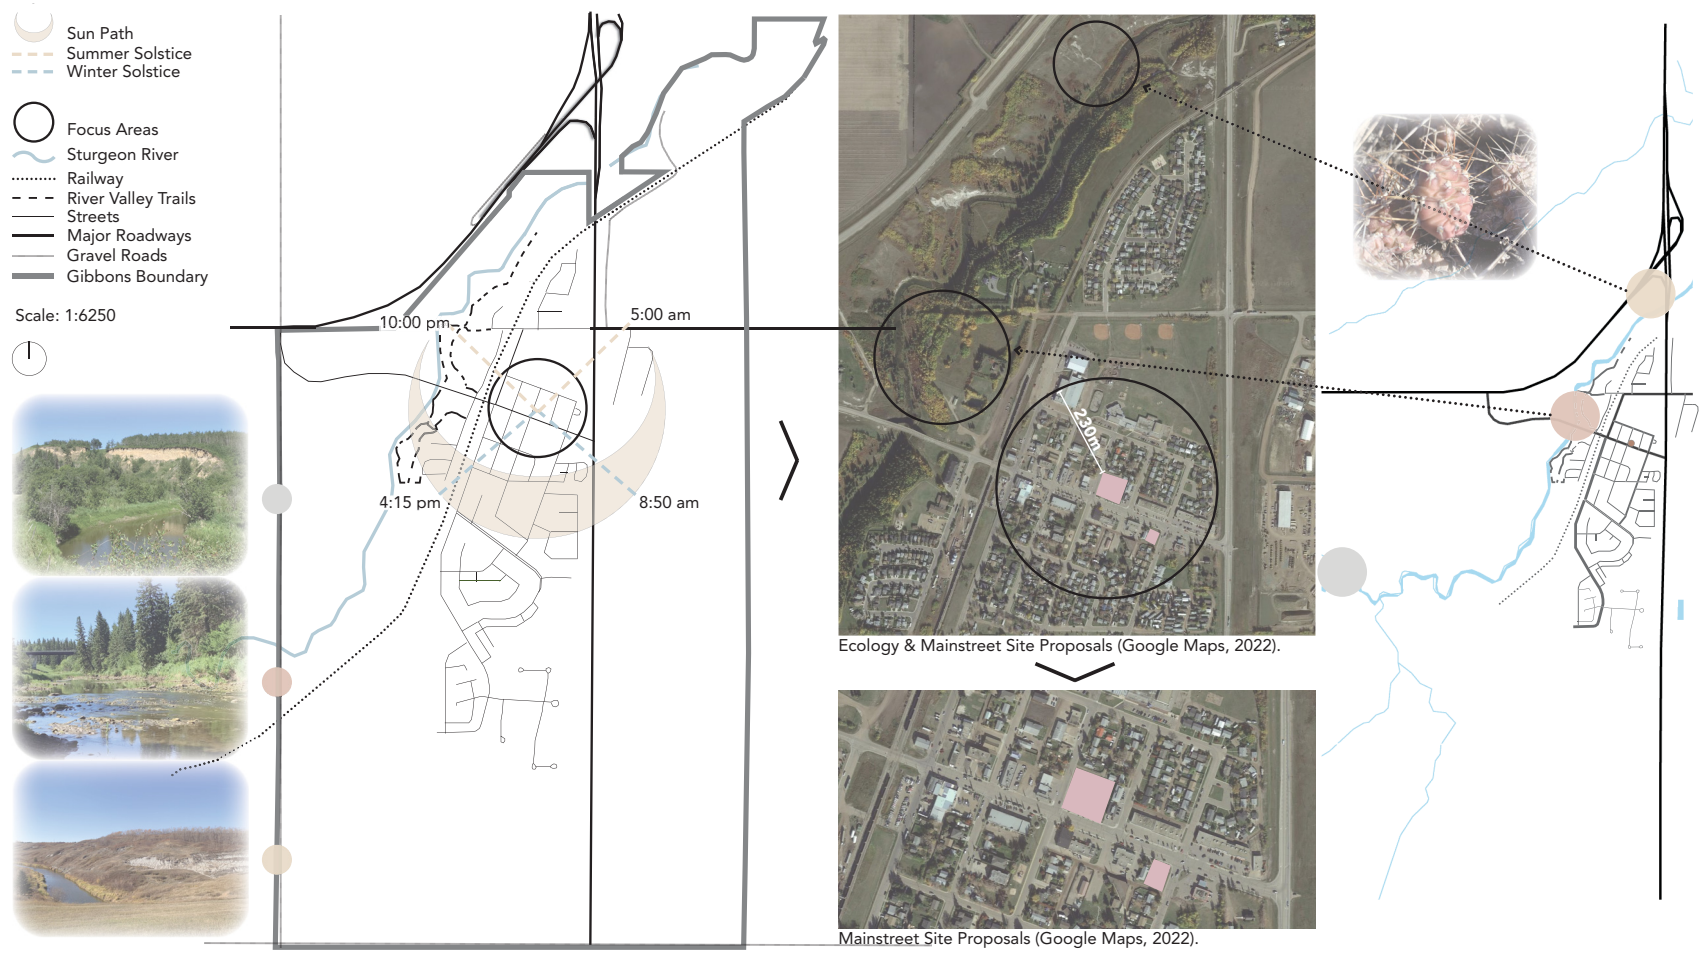 Sun Path
Summer Solstice
Winter Solstice
Focus Areas
Sturgeon River
Railway
River Valley Trails
Streets
Major Roadways
Gravel Roads
Gibbons Boundary
Scale: 1:6250
10:00 pm
5:00 am
4:15 pm
8:50 am
230m
Ecology & Mainstreet Site Proposals (Google Maps, 2022).
Mainstreet Site Proposals (Google Maps, 2022).